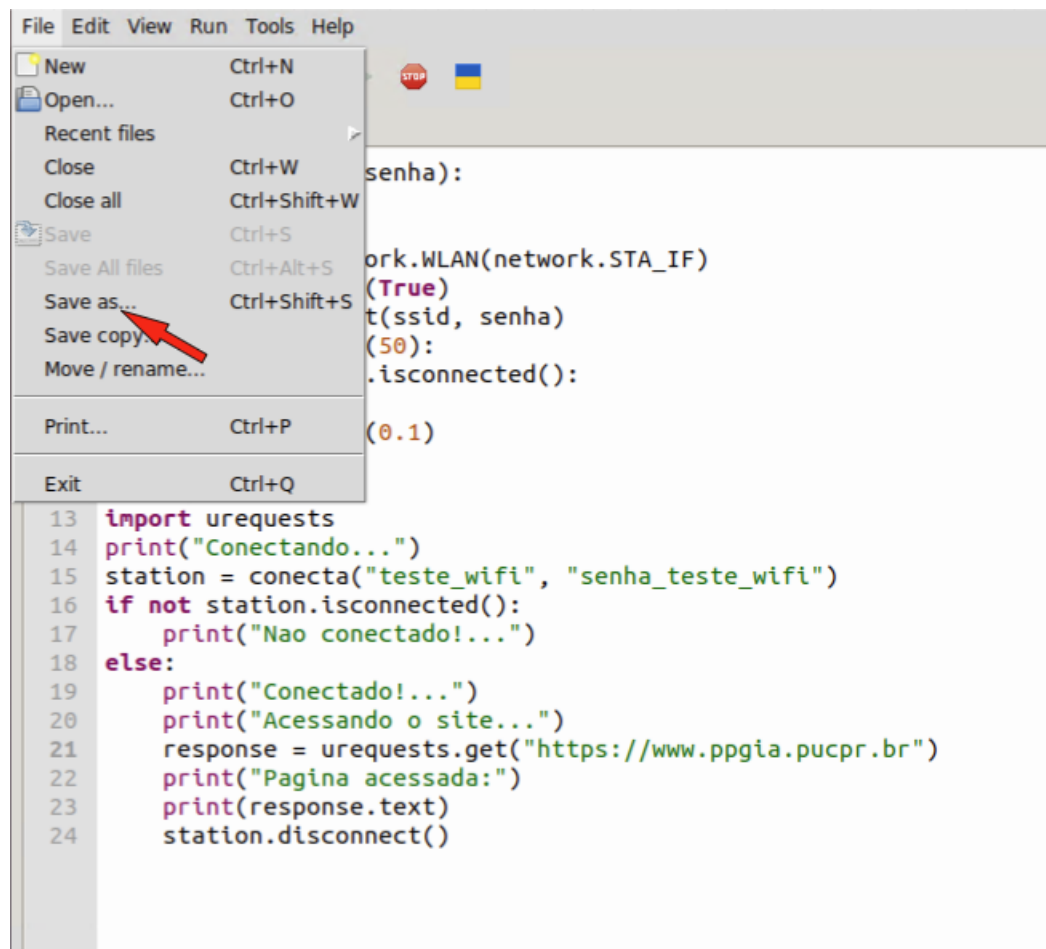 File Edit View Run Tools Help
New Ctrl+N
STOP
Open... Ctrl+O
Recent files
Close Ctrl+W
senha):
Close all Ctrl+Shift+W
Save Ctrl+S
ork.WLAN(network.STA_IF)
Save All files Ctrl+Alt+S
(True)
Save as... Ctrl+Shift+S
t(ssid, senha)
Save copy...
(50):
Move / rename...
.isconnected():
Print... Ctrl+P
(0.1)
Exit Ctrl+Q
13 import urequests
14 print("Conectando...")
15 station = conecta("teste_wifi", "senha_teste_wifi")
16 if not station.isconnected():
17     print("Nao conectado!...")
18 else:
19     print("Conectado!...")
20     print("Acessando o site...")
21     response = urequests.get("https://www.ppgia.pucpr.br")
22     print("Pagina acessada:")
23     print(response.text)
24     station.disconnect()